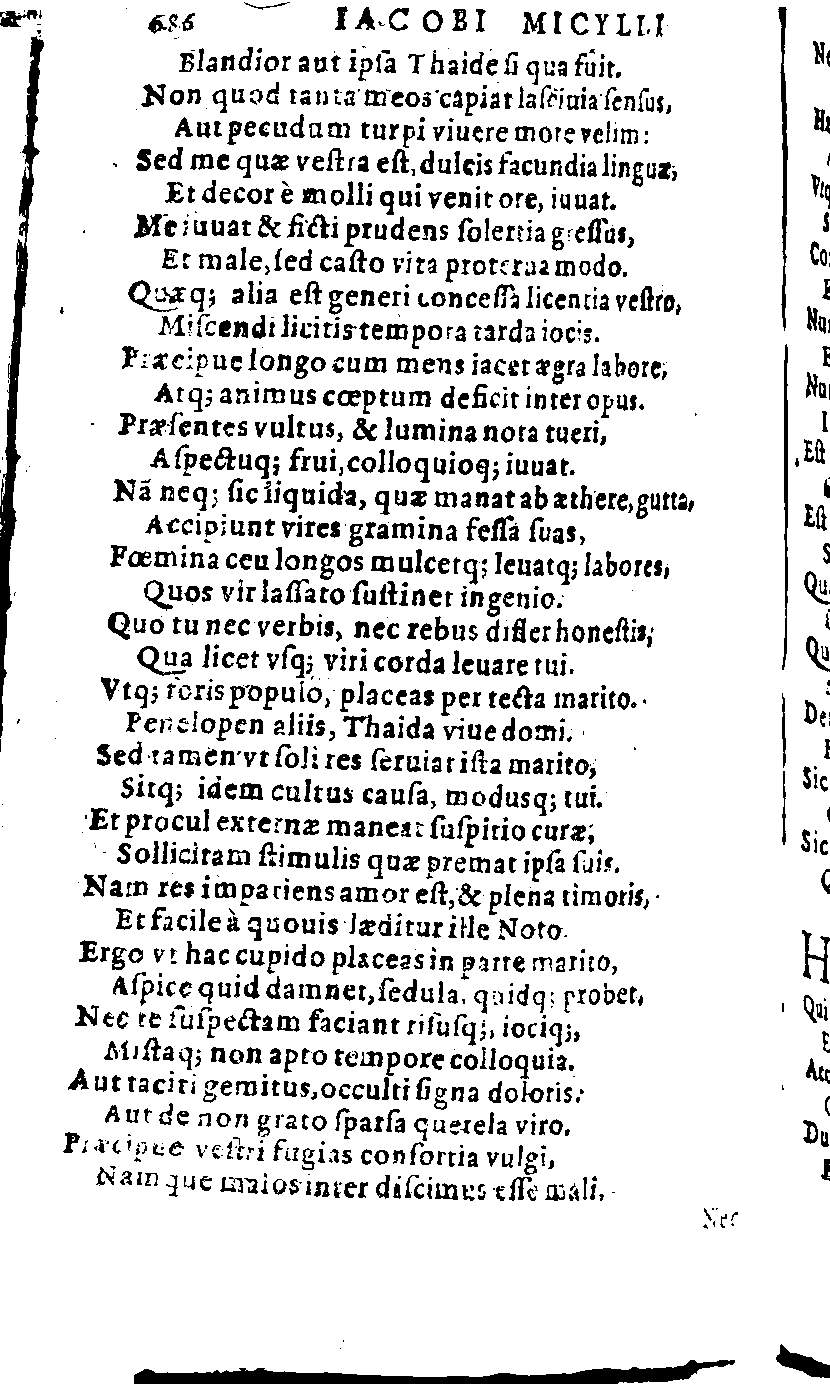 686 IACOBI MICYLLI
Blandior aut ipſa Thaide ſi qua fuit.
Non quod tanta meos capiat laſciuia ſenſus,
Aut pecudum turpi viuere more velim:
Sed me quæ veſtra eſt, dulcis facundia linguæ,
Et decor è molli qui venit ore, iuuat.
Me iuuat & ficti prudens ſolertia greſſus,
Et male, ſed caſto vita proterua modo.
Quæq; alia eſt generi conceſſa licentia veſtro,
Miſcendi licitis tempora tarda iocis.
Præcipue longo cum mens iacet ægra labore,
Atq; animus cœptum deficit inter opus.
Præſentes vultus, & lumina nota tueri,
Aſpectuq; frui, colloquioq; iuuat.
Nã neq; ſic liquida, quæ manat ab æthere, gutta,
Accipiunt vires gramina feſſa ſuas,
Fœmina ceu longos mulcetq; leuatq; labores,
Quos vir laſſato ſuſtinet ingenio.
Quo tu nec verbis, nec rebus differ honeſtis,
Qua licet vſq; viri corda leuare tui.
Vtq; foris populo, placeas per tecta marito.
Penelopen aliis, Thaida viue domi.
Sed tamen vt ſoli res ſeruiat iſta marito,
Sitq; idem cultus cauſa, modusq; tui.
Et procul externæ maneat ſuſpitio curæ,
Sollicitam ſtimulis quæ premat ipſa ſuis.
Nam res impatiens amor eſt, & plena timoris,
Et facile à quouis læditur ille Noto.
Ergo vt hac cupido placeas in parte marito,
Aſpice quid damnet, ſedula, quidq; probet,
Nec te ſuſpectam faciant riſusq;, iociq;,
Miſtaq; non apto tempore colloquia.
Aut taciti gemitus, occulti ſigna doloris:
Aut de non grato ſparſa querela viro.
Præcipue veſtri fugias conſortia vulgi,
Namque malos inter diſcimus eſſe mali.
Nec